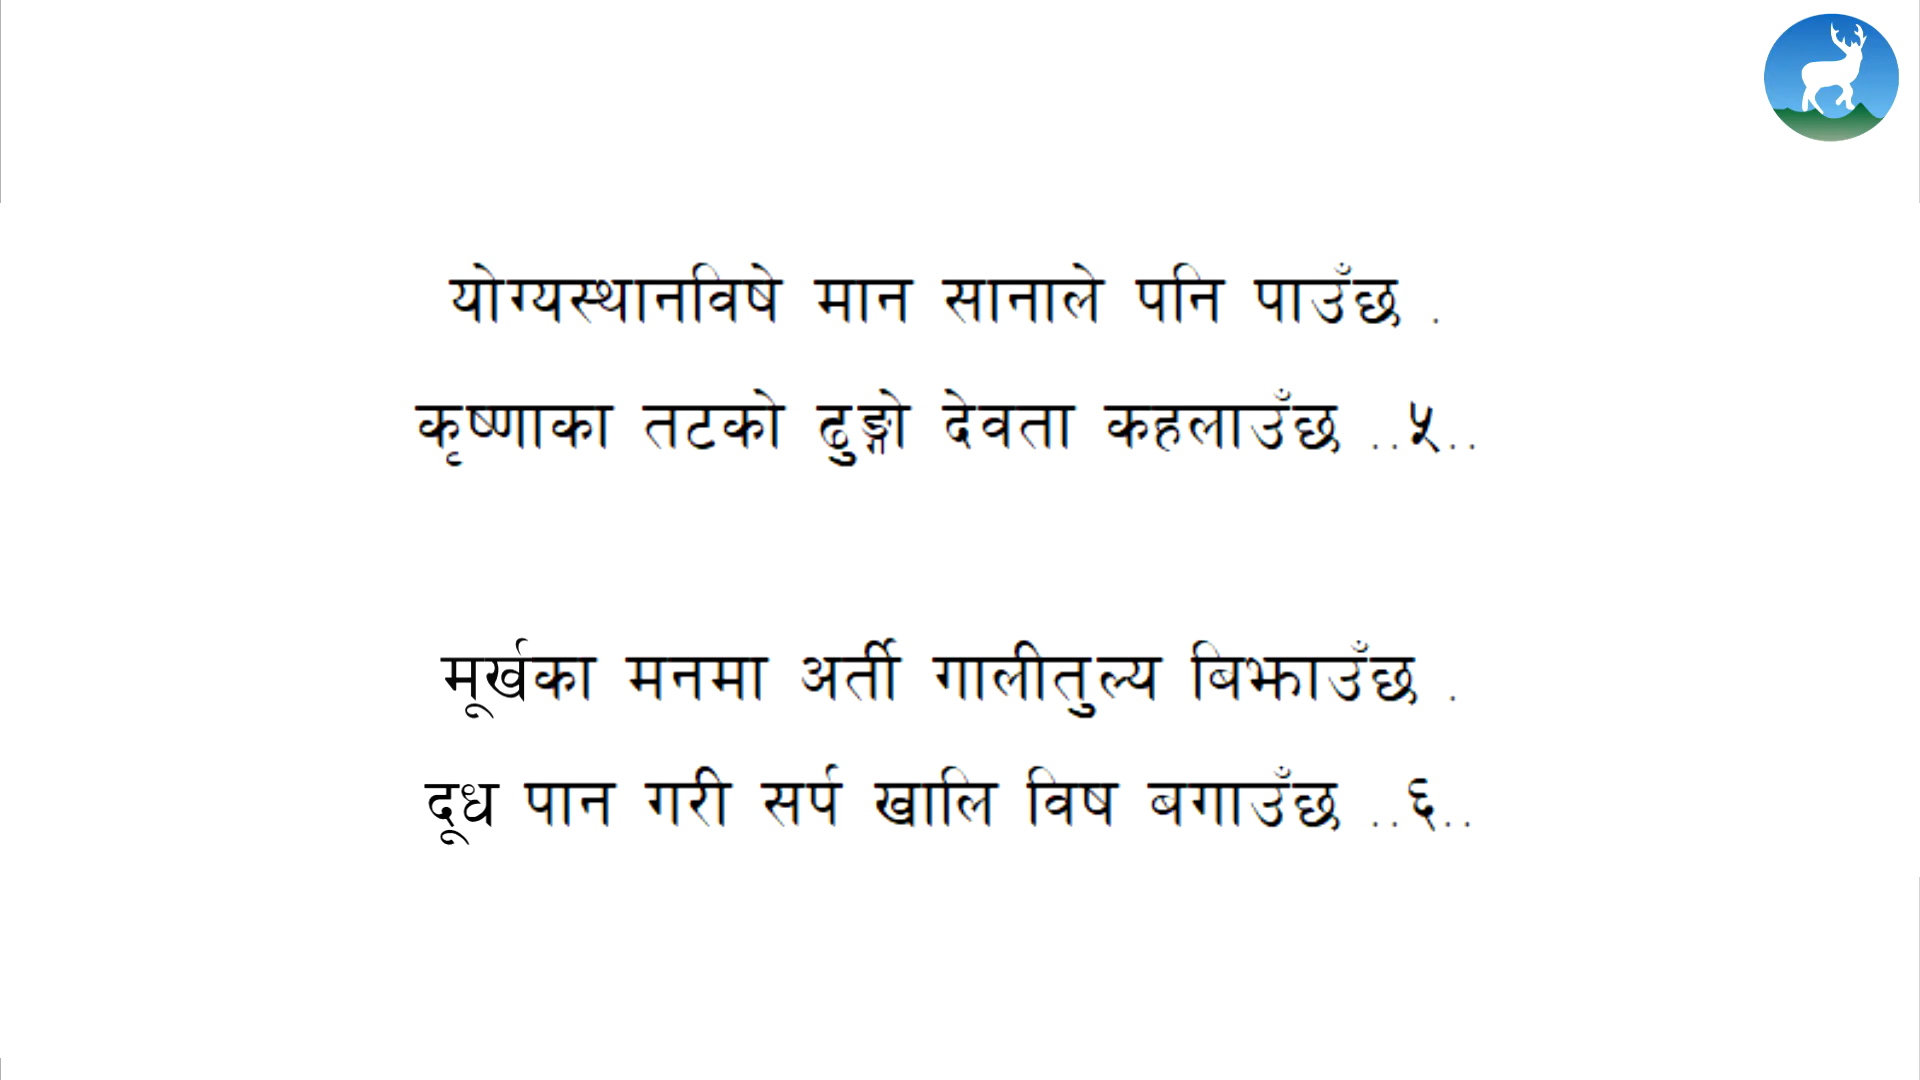 योग्यस्थानविषे मान सानाले पनि पाउँछ .
कृष्णाका तटको ढुङ्गो देवता कहलाउँछ ..५..
मूर्खका मनमा अर्ती गालीतुल्य बिझाउँछ .
दूध पान गरी सर्प खालि विष बगाउँछ ..६..